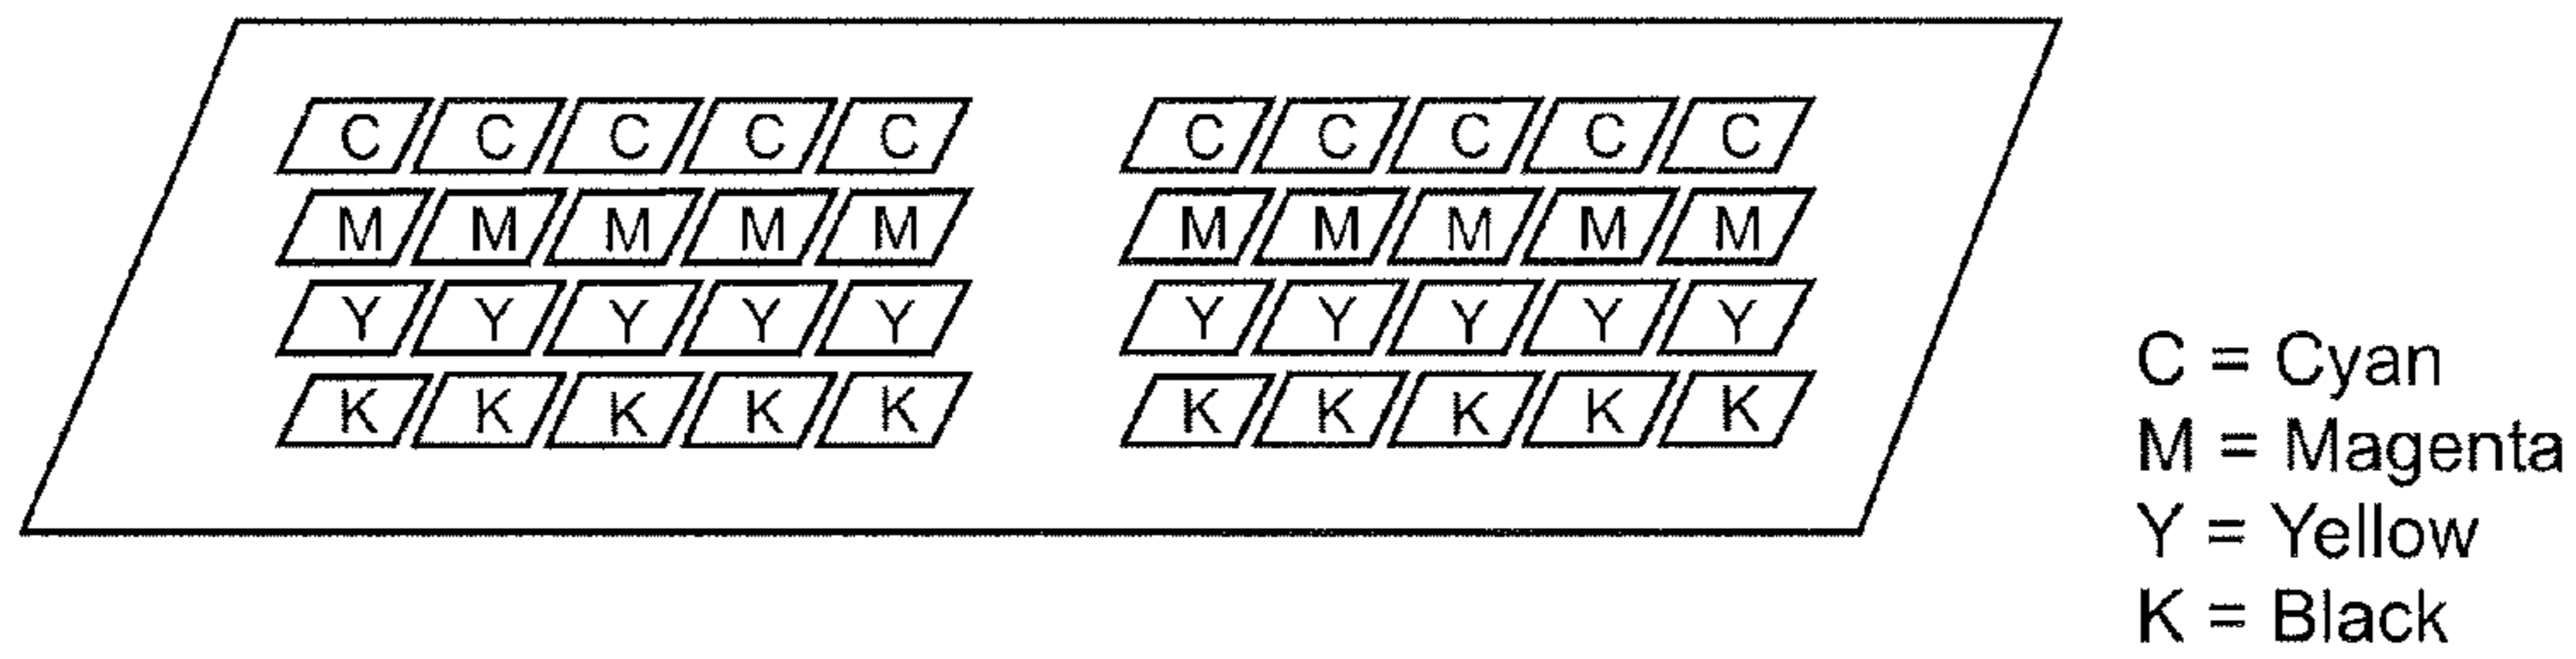 C C C C C C C C C C
M M M M M M M M M M
Y Y Y Y Y Y Y Y Y Y
K K K K K K K K K K
C = Cyan
M = Magenta
Y = Yellow
K = Black